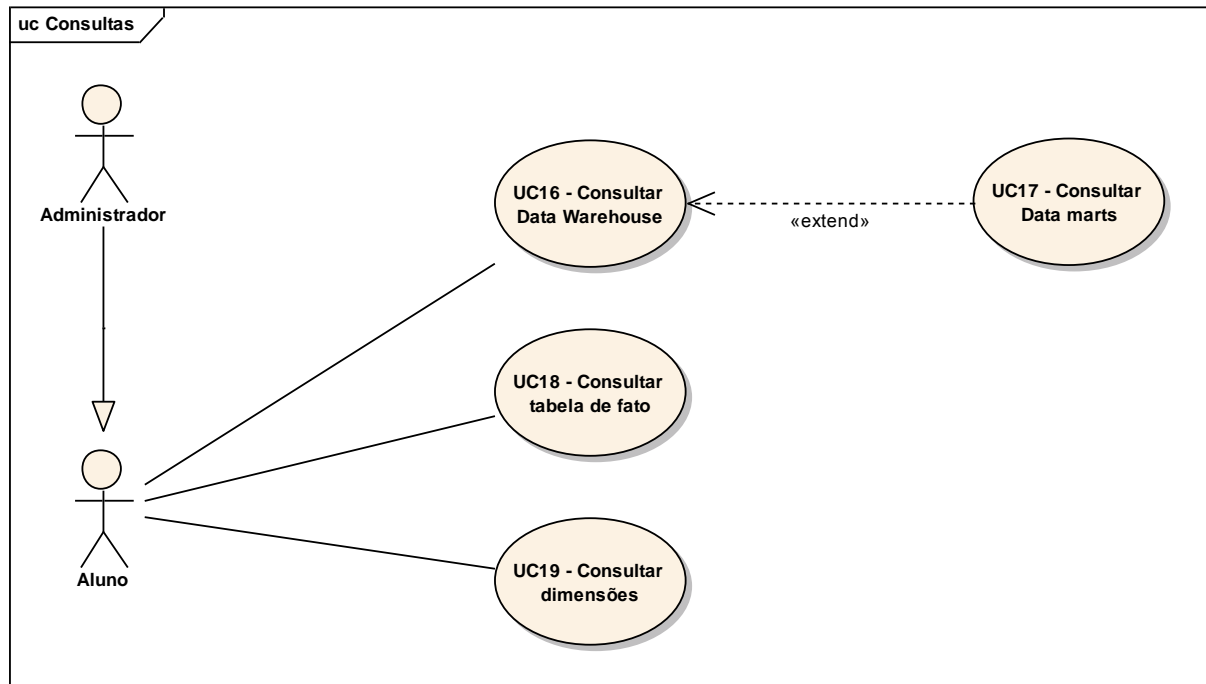 uc Consultas
Administrador
UC16 - Consultar
Data Warehouse
«extend»
UC17 - Consultar
Data marts
UC18 - Consultar
tabela de fato
Aluno
UC19 - Consultar
dimensões